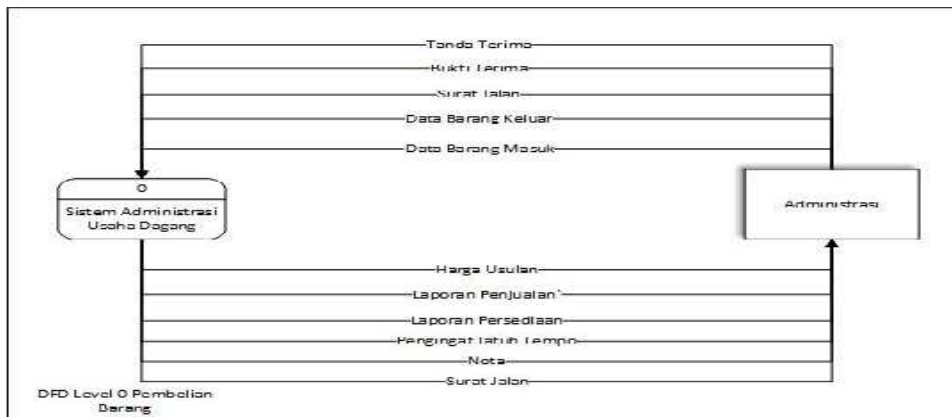 Tanda Terima
Bukti Terima
Surat Jalan
Data Barang Keluar
Data Barang Masuk
0
Sistem Administrasi
Usaha Dagang
Administrasi
Harga Usulan
Laporan Penjualan`
Laporan Persediaan
Pengingat Jatuh Tempo
Nota
Surat Jalan
DFD Level 0 Pembelian
Barang